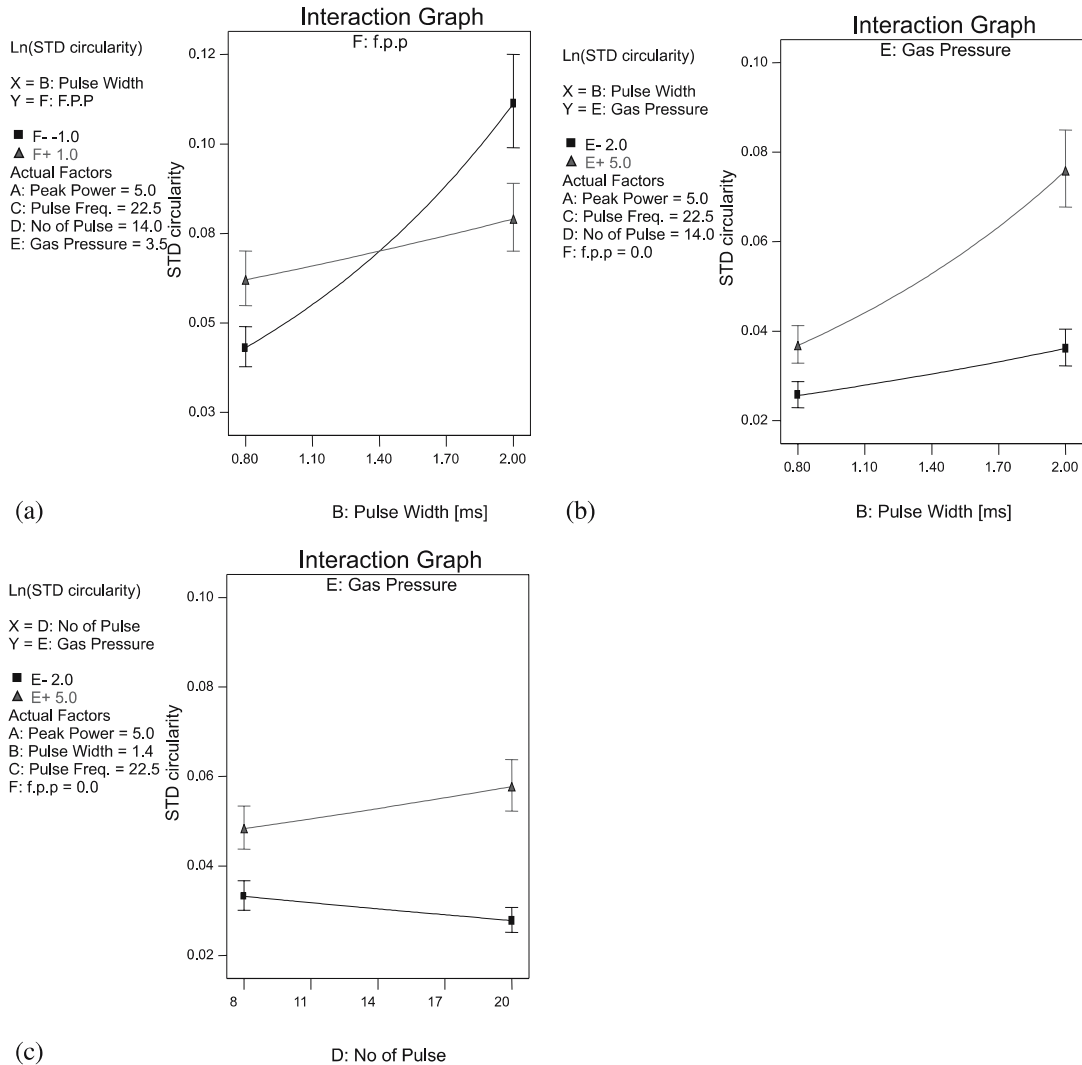 Interaction Graph
F: f.p.p
Ln(STD circularity)
X = B: Pulse Width
Y = F: F.P.P
F- -1.0
F+ 1.0
Actual Factors
A: Peak Power = 5.0
C: Pulse Freq. = 22.5
D: No of Pulse = 14.0
E: Gas Pressure = 3.5
STD circularity
0.12
0.10
0.08
0.05
0.03
0.80 1.10 1.40 1.70 2.00
(a)
B: Pulse Width [ms]
Interaction Graph
E: Gas Pressure
Ln(STD circularity)
X = B: Pulse Width
Y = E: Gas Pressure
E- 2.0
E+ 5.0
Actual Factors
A: Peak Power = 5.0
C: Pulse Freq. = 22.5
D: No of Pulse = 14.0
F: f.p.p = 0.0
STD circularity
0.10
0.08
0.06
0.04
0.02
0.80 1.10 1.40 1.70 2.00
(b)
B: Pulse Width [ms]
Interaction Graph
E: Gas Pressure
Ln(STD circularity)
X = D: No of Pulse
Y = E: Gas Pressure
E- 2.0
E+ 5.0
Actual Factors
A: Peak Power = 5.0
B: Pulse Width = 1.4
C: Pulse Freq. = 22.5
F: f.p.p = 0.0
STD circularity
0.10
0.08
0.06
0.04
0.02
8 11 14 17 20
(c)
D: No of Pulse